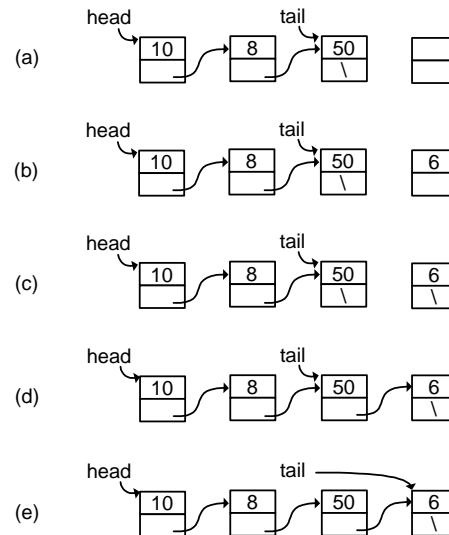 head tail
(a) 10 8 50 \
head tail
(b) 10 8 50 6 \
head tail
(c) 10 8 50 6 \ \
head tail
(d) 10 8 50 6 \
head tail
(e) 10 8 50 6 \